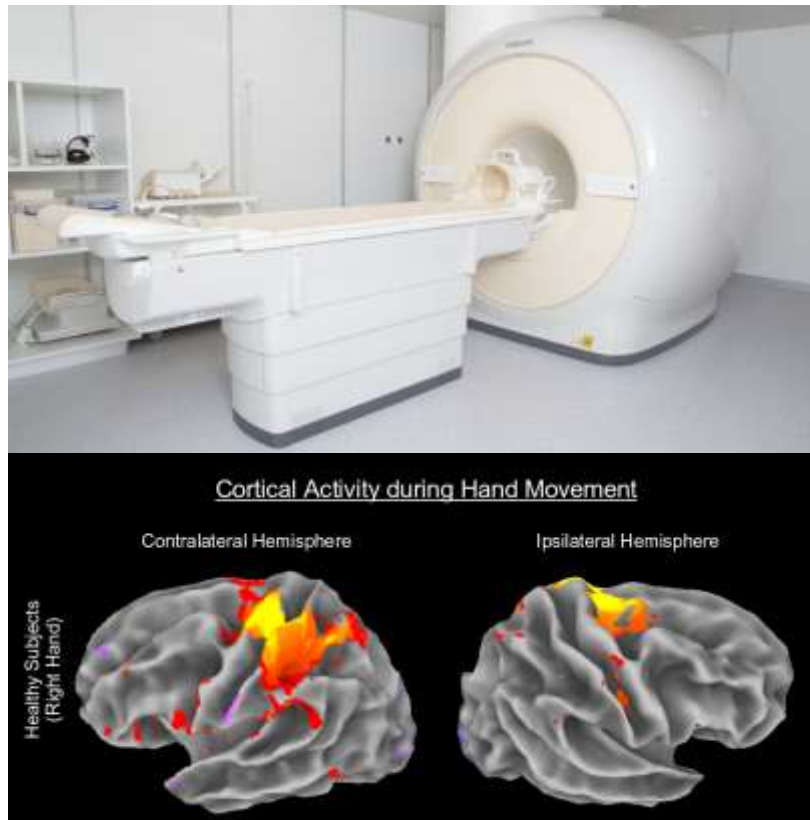 Cortical Activity during Hand Movement
Contralateral Hemisphere
Ipsilateral Hemisphere
Healthy Subjects
(Right Hand)